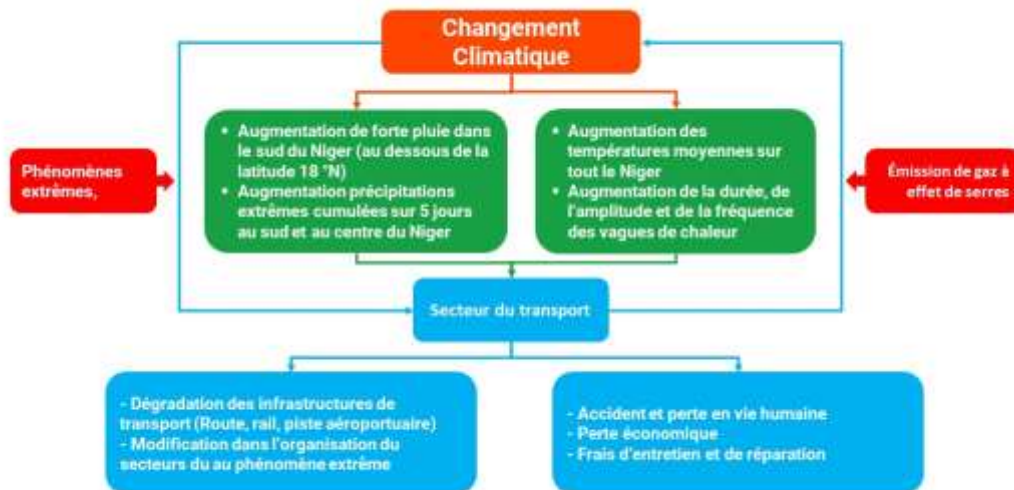 Changement
Climatique
• Augmentation de forte pluie dans
le sud du Niger (au dessous de la
latitude 18 °N)
• Augmentation précipitations
extrêmes cumulées sur 5 jours
au sud et au centre du Niger
• Augmentation des
températures moyennes sur
tout le Niger
• Augmentation de la durée, de
l'amplitude et de la fréquence
des vagues de chaleur
Phénomènes
extrêmes,
Émission de gaz à
effet de serres
Secteur du transport
- Dégradation des infrastructures de
transport (Route, rail, piste aéroportuaire)
- Modification dans l'organisation du
secteurs du au phénomène extrême
- Accident et perte en vie humaine
- Perte économique
- Frais d'entretien et de réparation